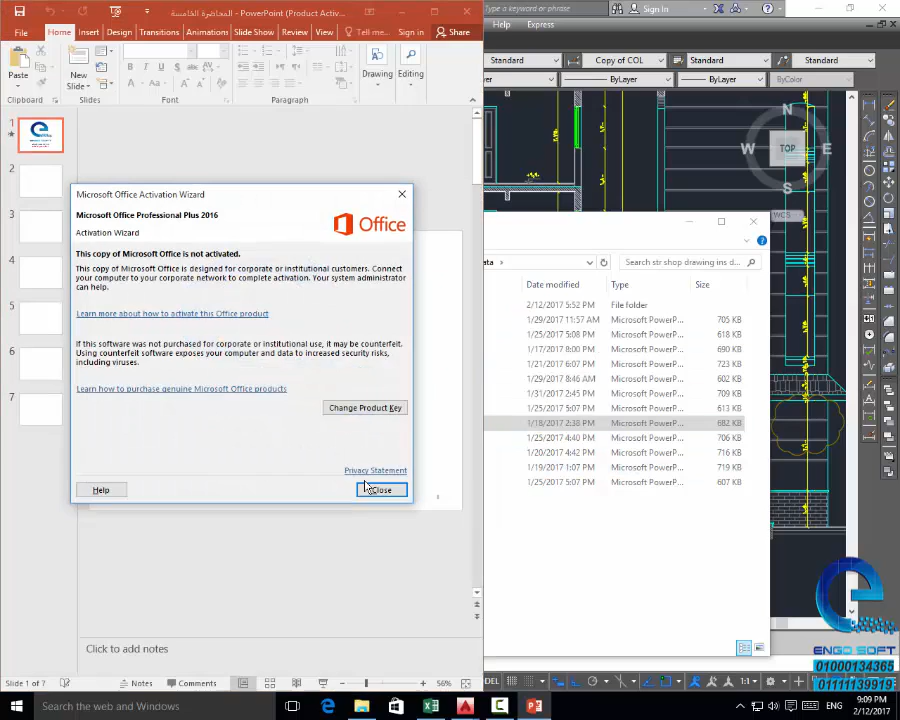 المحاضرة الخامسة - PowerPoint (Product Activ...
File Home Insert Design Transitions Animations Slide Show Review View Tell me... Sign in Share
Paste
New
Slide
Drawing
Editing
Clipboard
Slides
Font
Paragraph
1
2
3
4
5
6
7
Microsoft Office Activation Wizard
Microsoft Office Professional Plus 2016
Office
Activation Wizard
This copy of Microsoft Office is not activated.
This copy of Microsoft Office is designed for corporate or institutional customers. Connect
your computer to your corporate network to complete activation. Your system administrator
can help.
Learn more about how to activate this Office product
If this software was not purchased for corporate or institutional use, it may be counterfeit.
Using counterfeit software exposes your computer and data to increased security risks,
including viruses.
Learn how to purchase genuine Microsoft Office products
Change Product Key
Privacy Statement
Help
Close
Click to add notes
Slide 1 of 7
Notes
Comments
56%
Type a keyword or phrase
Sign In
Help Express
Standard Copy of COL Standard Standard
ByLayer ByLayer ByColor
N
W TOP E
S
WCS
ata
Search str shop drawing ins d...
Date modified Type Size
2/12/2017 5:52 PM File folder
1/29/2017 11:57 AM Microsoft PowerP... 705 KB
1/25/2017 5:08 PM Microsoft PowerP... 618 KB
1/17/2017 8:00 PM Microsoft PowerP... 690 KB
1/21/2017 6:07 PM Microsoft PowerP... 723 KB
1/29/2017 8:46 AM Microsoft PowerP... 602 KB
1/31/2017 2:45 PM Microsoft PowerP... 709 KB
1/25/2017 5:07 PM Microsoft PowerP... 613 KB
1/18/2017 2:38 PM Microsoft PowerP... 682 KB
1/25/2017 4:40 PM Microsoft PowerP... 706 KB
1/20/2017 4:42 PM Microsoft PowerP... 716 KB
1/19/2017 1:07 PM Microsoft PowerP... 719 KB
1/25/2017 5:07 PM Microsoft PowerP... 607 KB
ENGO SOFT
01000134365
01111139919
DEL
1:1
Search the web and Windows
ENG
9:09 PM
2/12/2017